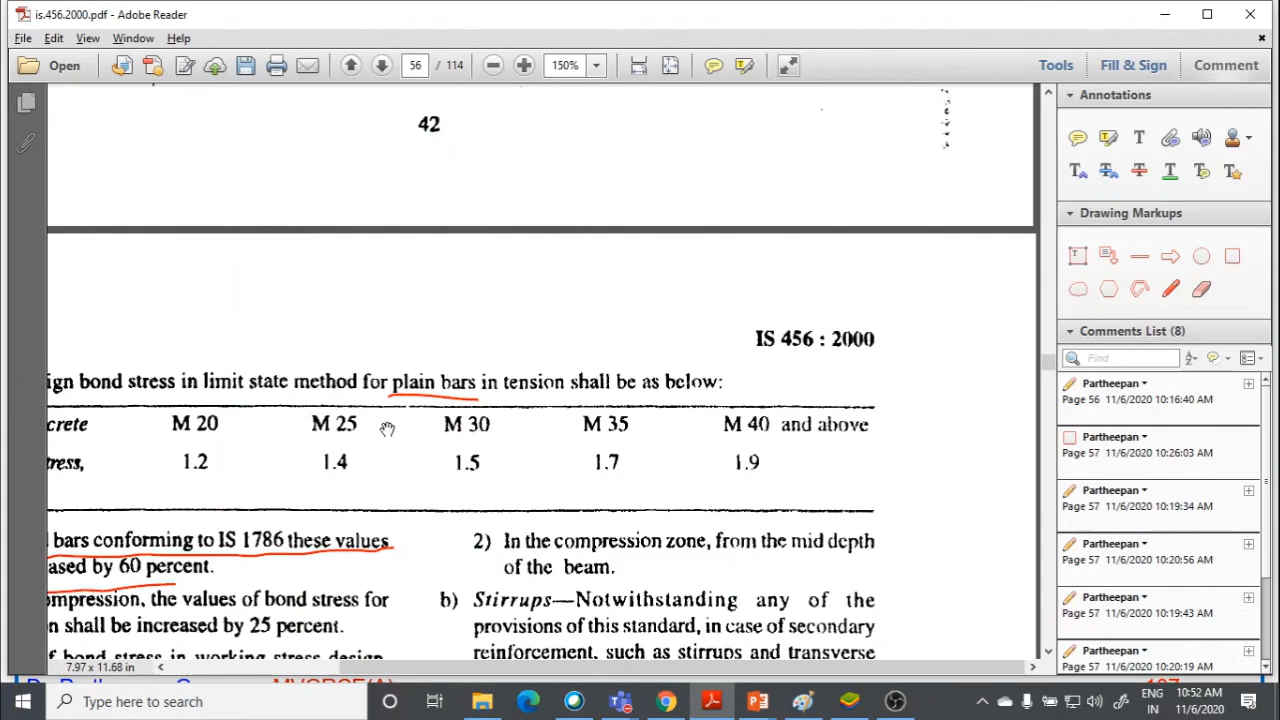 is.456.2000.pdf - Adobe Reader
File Edit View Window Help
Open 56 / 114 150% Tools Fill & Sign Comment
Annotations
42
Drawing Markups
IS 456 : 2000
ign bond stress in limit state method for plain bars in tension shall be as below:
crete M 20 M 25 M 30 M 35 M 40 and above
tress, 1.2 1.4 1.5 1.7 1.9
bars conforming to IS 1786 these values
ased by 60 percent.
ompression, the values of bond stress for
n shall be increased by 25 percent.
f bond stress in working stress design
2) In the compression zone, from the mid depth
of the beam.
b) Stirrups—Notwithstanding any of the
provisions of this standard, in case of secondary
reinforcement, such as stirrups and transverse
Comments List (8)
Find
Partheepan
Page 56 11/6/2020 10:16:40 AM
Partheepan
Page 57 11/6/2020 10:26:03 AM
Partheepan
Page 57 11/6/2020 10:19:34 AM
Partheepan
Page 57 11/6/2020 10:20:56 AM
Partheepan
Page 57 11/6/2020 10:19:43 AM
Partheepan
Page 57 11/6/2020 10:20:19 AM
7.97 x 11.68 in
Type here to search
ENG
IN
10:52 AM
11/6/2020